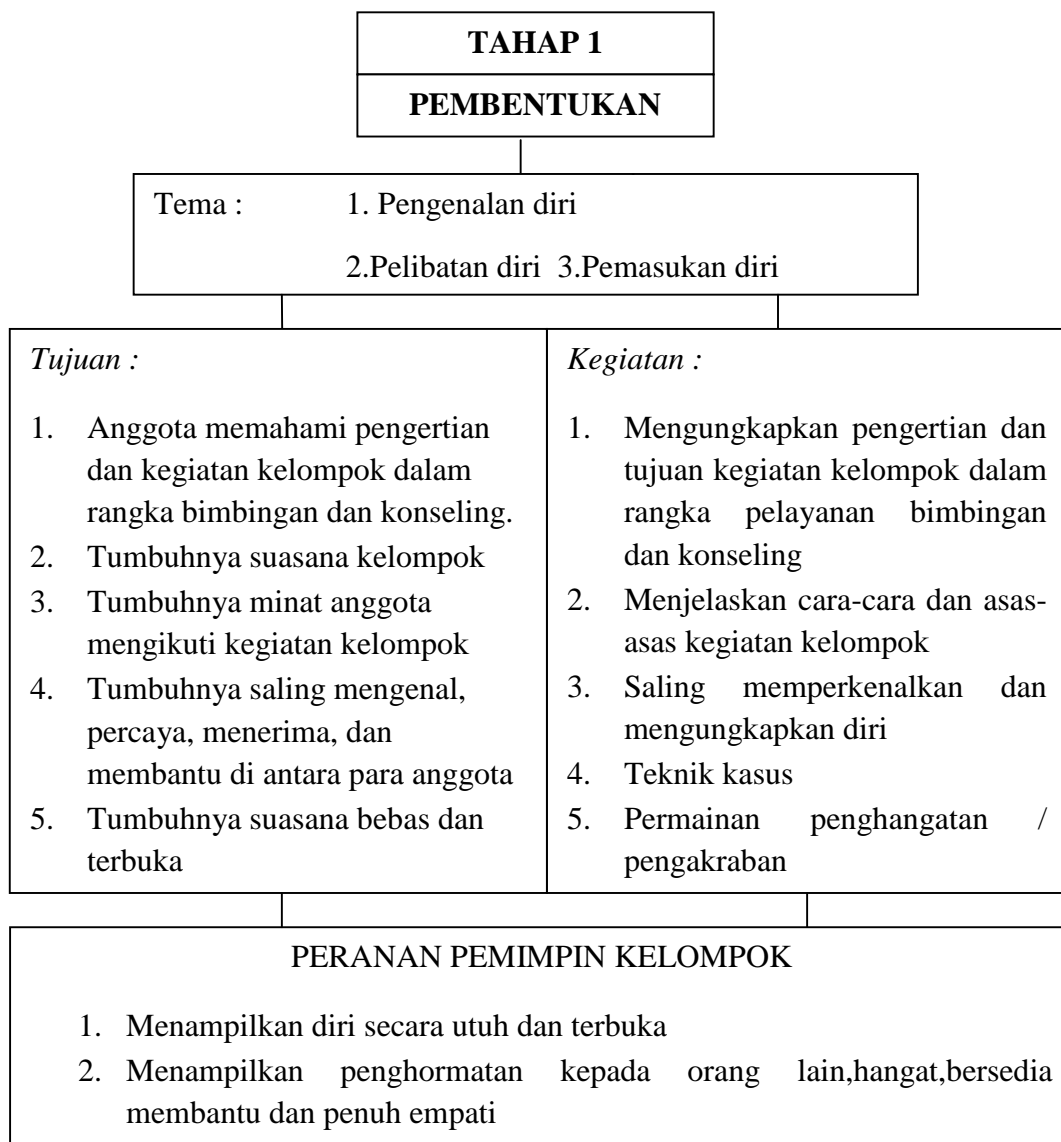 TAHAP 1
PEMBENTUKAN
Tema : 1. Pengenalan diri
2.Pelibatan diri 3.Pemasukan diri
Tujuan :
1. Anggota memahami pengertian
dan kegiatan kelompok dalam
rangka bimbingan dan konseling.
2. Tumbuhnya suasana kelompok
3. Tumbuhnya minat anggota
mengikuti kegiatan kelompok
4. Tumbuhnya saling mengenal,
percaya, menerima, dan
membantu di antara para anggota
5. Tumbuhnya suasana bebas dan
terbuka
Kegiatan :
1. Mengungkapkan pengertian dan
tujuan kegiatan kelompok dalam
rangka pelayanan bimbingan
dan konseling
2. Menjelaskan cara-cara dan asas-
asas kegiatan kelompok
3. Saling memperkenalkan dan
mengungkapkan diri
4. Teknik kasus
5. Permainan penghangatan /
pengakraban
PERANAN PEMIMPIN KELOMPOK
1. Menampilkan diri secara utuh dan terbuka
2. Menampilkan penghormatan kepada orang lain,hangat,bersedia
membantu dan penuh empati